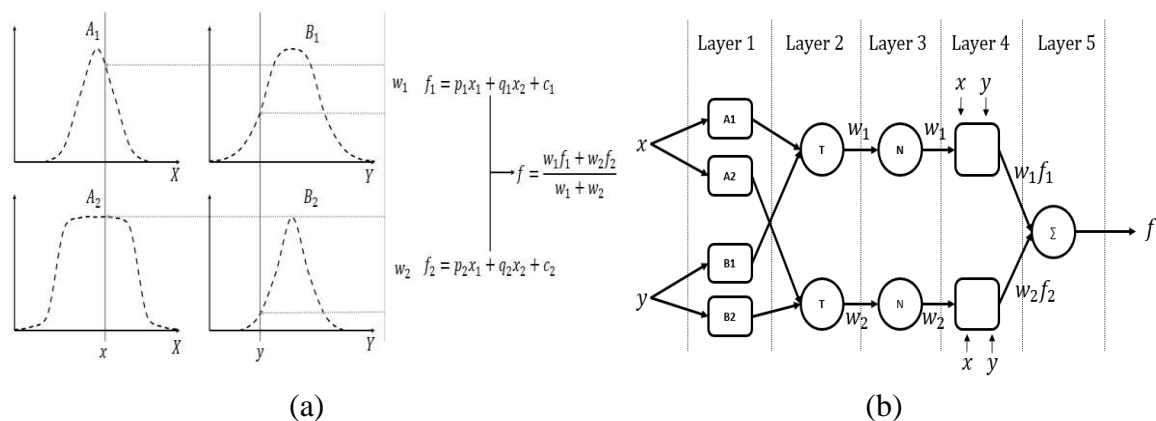 A₁
B₁
X
Y
A₂
B₂
X
Y
x
y
w₁ f₁ = p₁x₁ + q₁x₂ + c₁
f = (w₁f₁ + w₂f₂) / (w₁ + w₂)
w₂ f₂ = p₂x₁ + q₂x₂ + c₂
(a)
Layer 1 Layer 2 Layer 3 Layer 4 Layer 5
x y
A1
T w₁ N w₁
x
A2
w₁f₁
Σ f
B1
y
w₂f₂
B2
T w₂ N w₂
x y
(b)